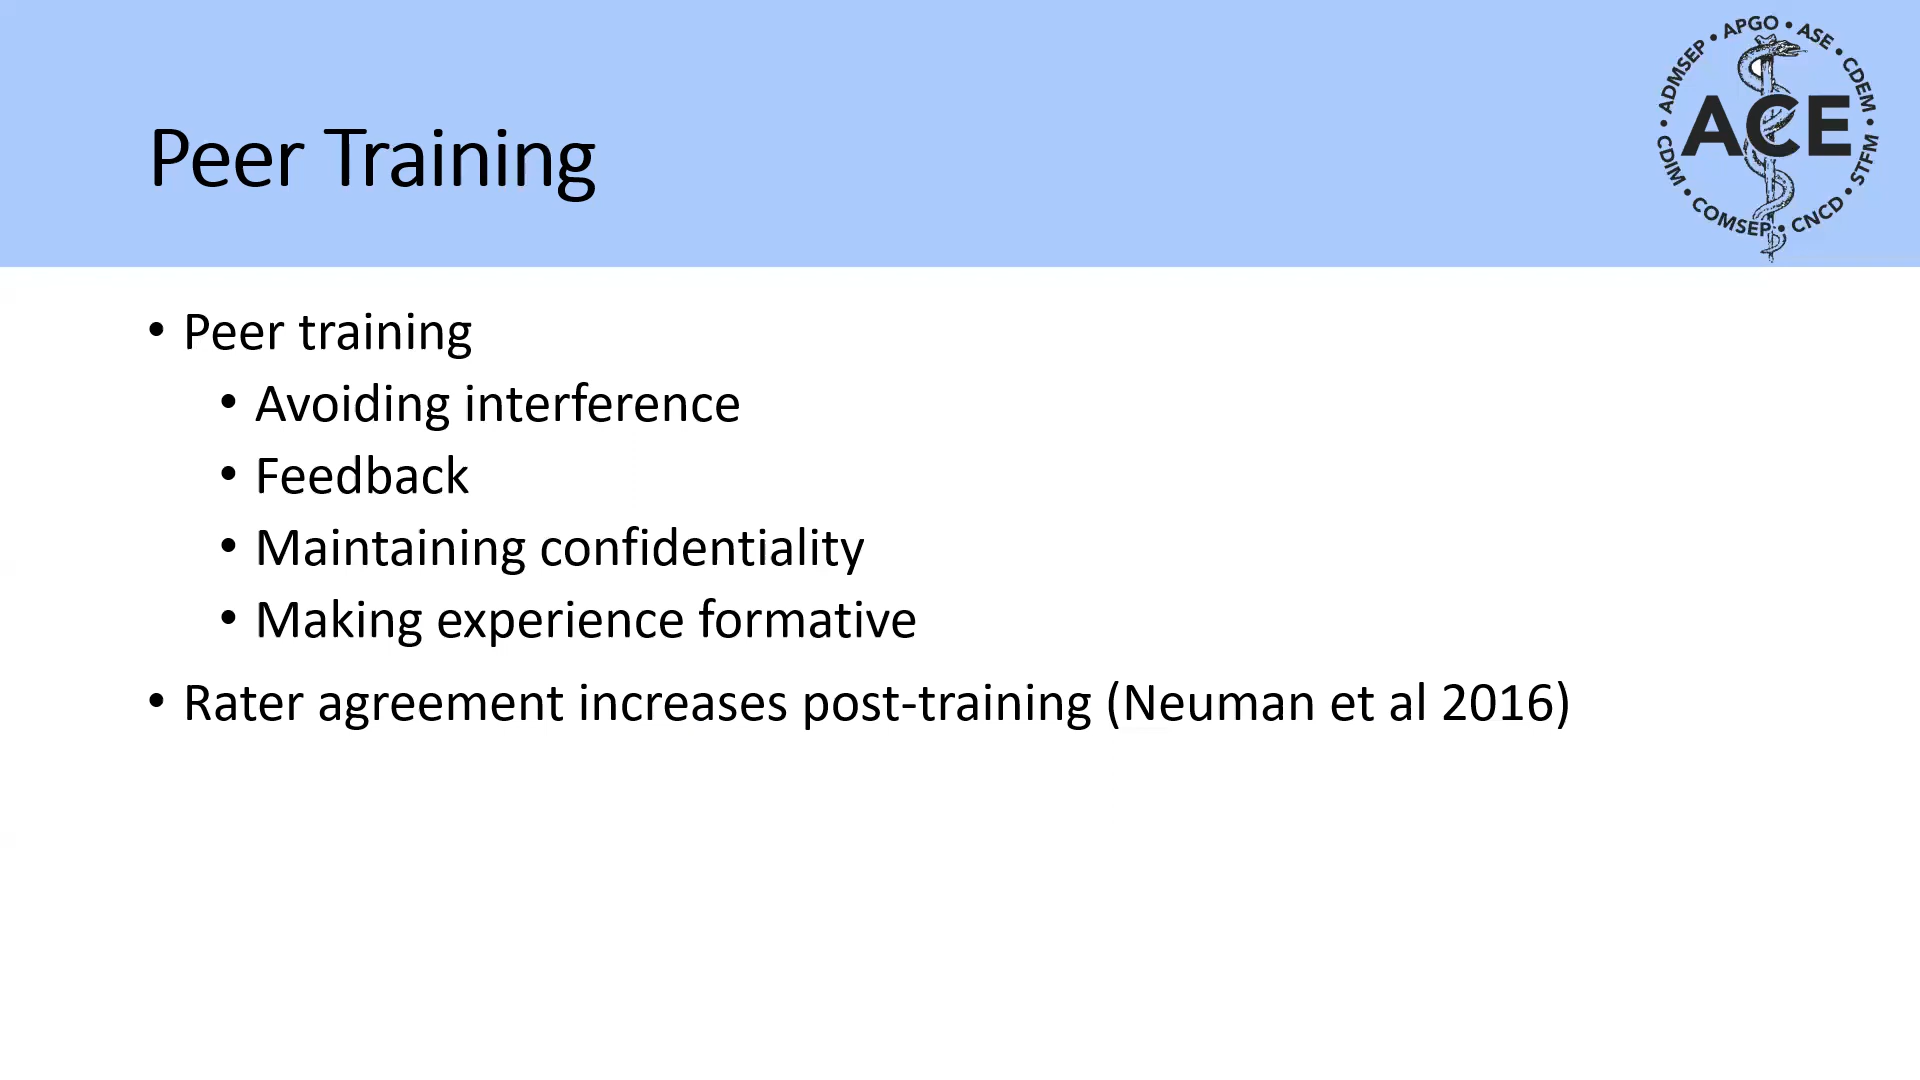 Peer Training
ADMSEP • APGO • ASE • CDEM • STFM • CNCD • COMSEP • CDIM •
ACE
• Peer training
• Avoiding interference
• Feedback
• Maintaining confidentiality
• Making experience formative
• Rater agreement increases post-training (Neuman et al 2016)